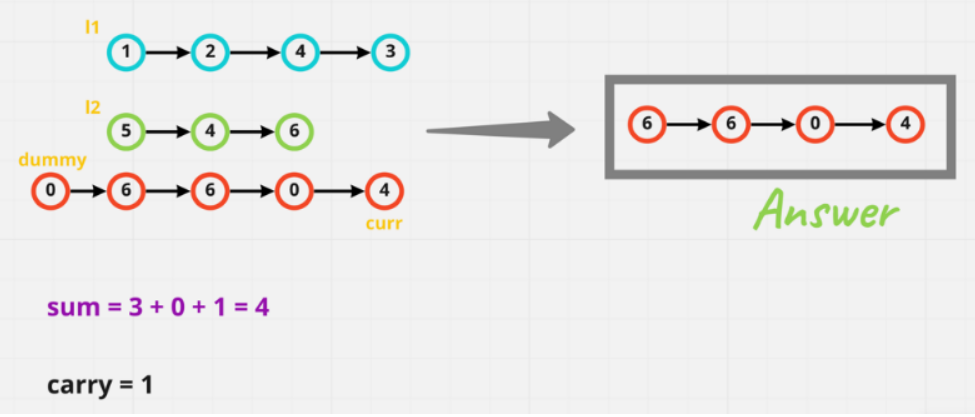 l1
1 2 4 3
l2
5 4 6
dummy
0 6 6 0 4
curr
6 6 0 4
Answer
sum = 3 + 0 + 1 = 4
carry = 1